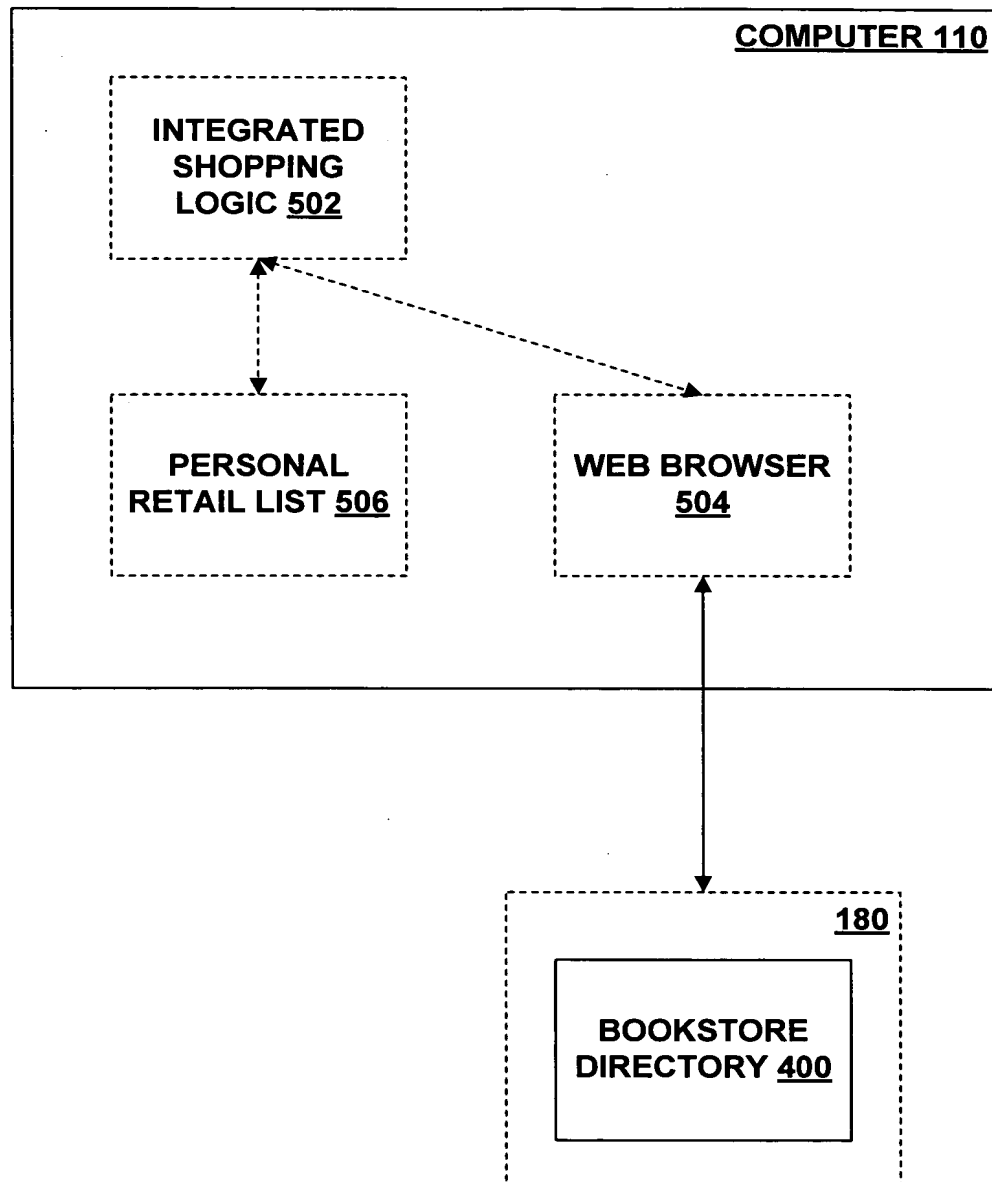 COMPUTER 110
INTEGRATED
SHOPPING
LOGIC 502
PERSONAL
RETAIL LIST 506
WEB BROWSER
504
180
BOOKSTORE
DIRECTORY 400